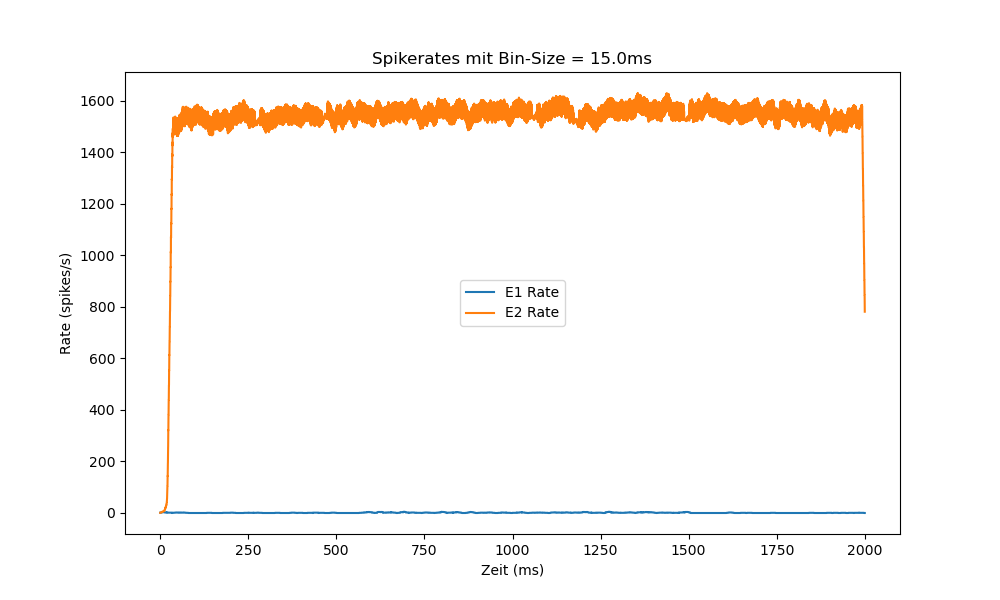 Spikerates mit Bin-Size = 15.0ms
1600
1400
1200
1000
800
600
400
200
0
Rate (spikes/s)
E1 Rate
E2 Rate
0 250 500 750 1000 1250 1500 1750 2000
Zeit (ms)